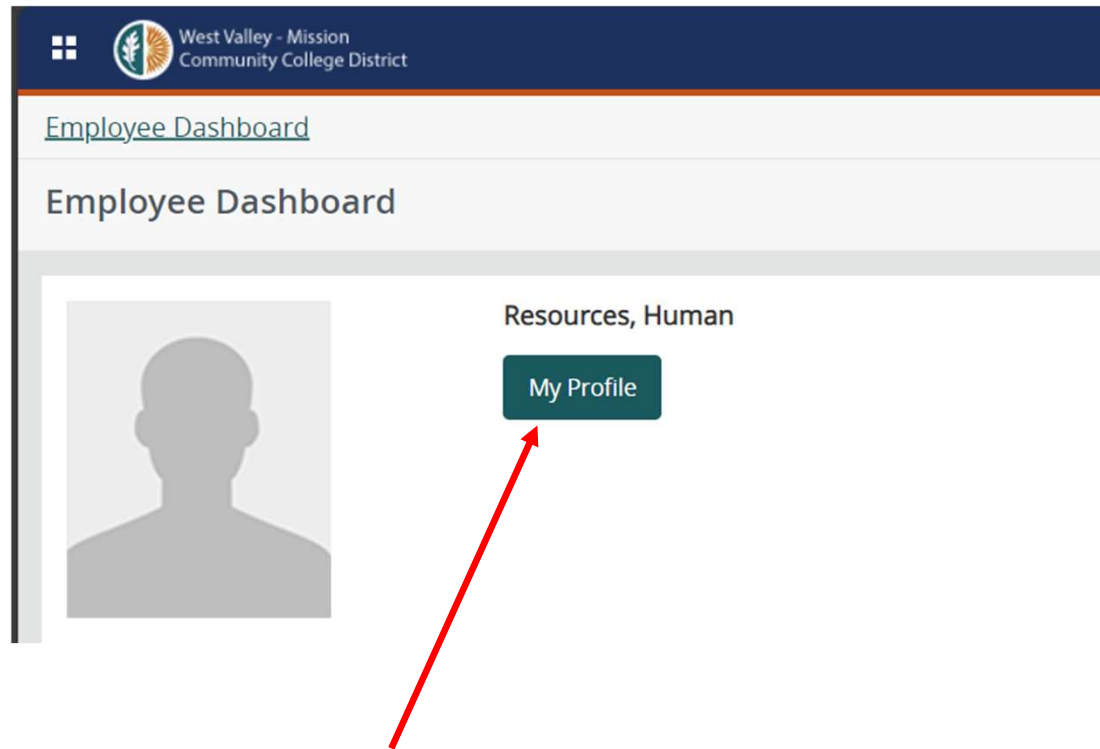 West Valley - Mission
Community College District
Employee Dashboard
Employee Dashboard
Resources, Human
My Profile